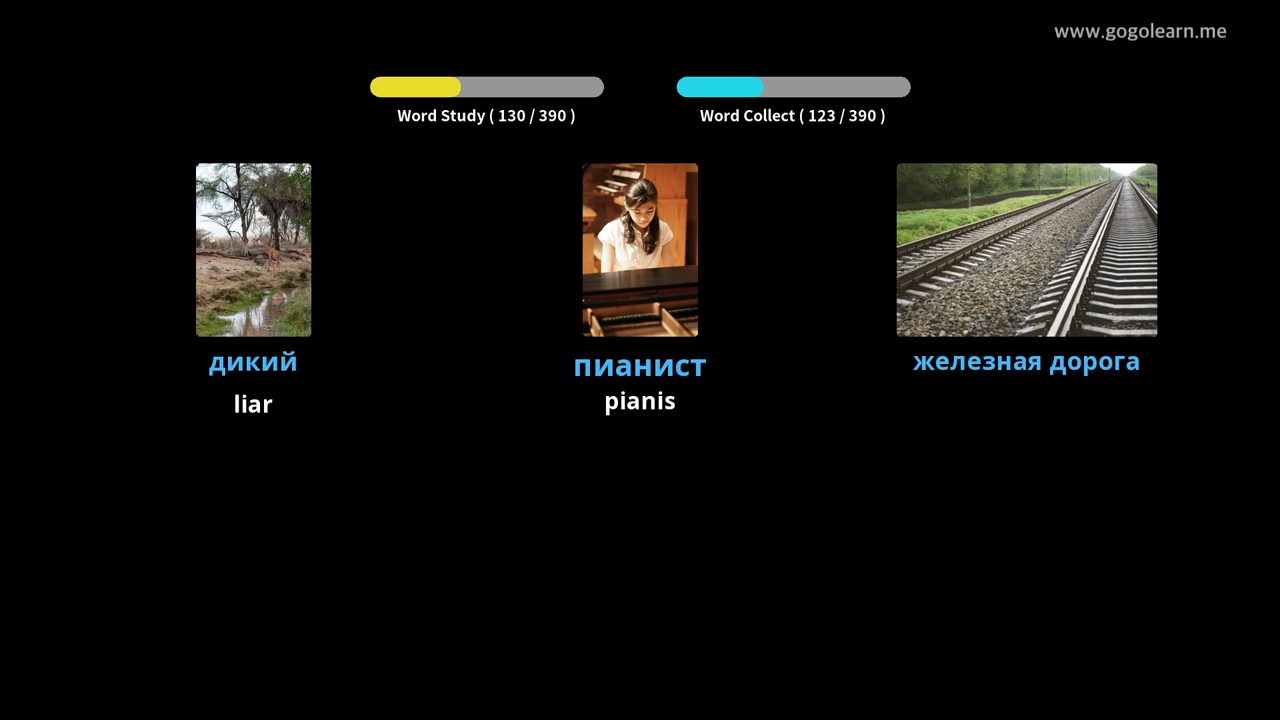 www.gogolearn.me
Word Study ( 130 / 390 )
Word Collect ( 123 / 390 )
дикий
liar
пианист
pianis
железная дорога